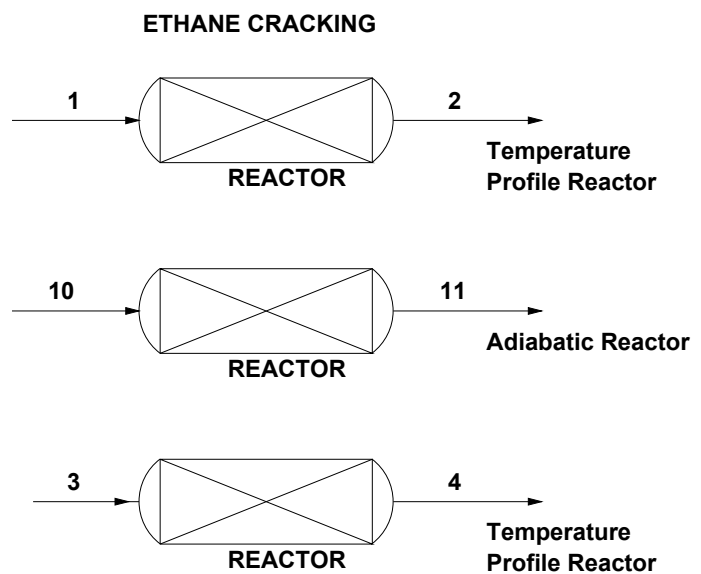 ETHANE CRACKING
1
2
Temperature
Profile Reactor
REACTOR
10
11
Adiabatic Reactor
REACTOR
3
4
Temperature
Profile Reactor
REACTOR